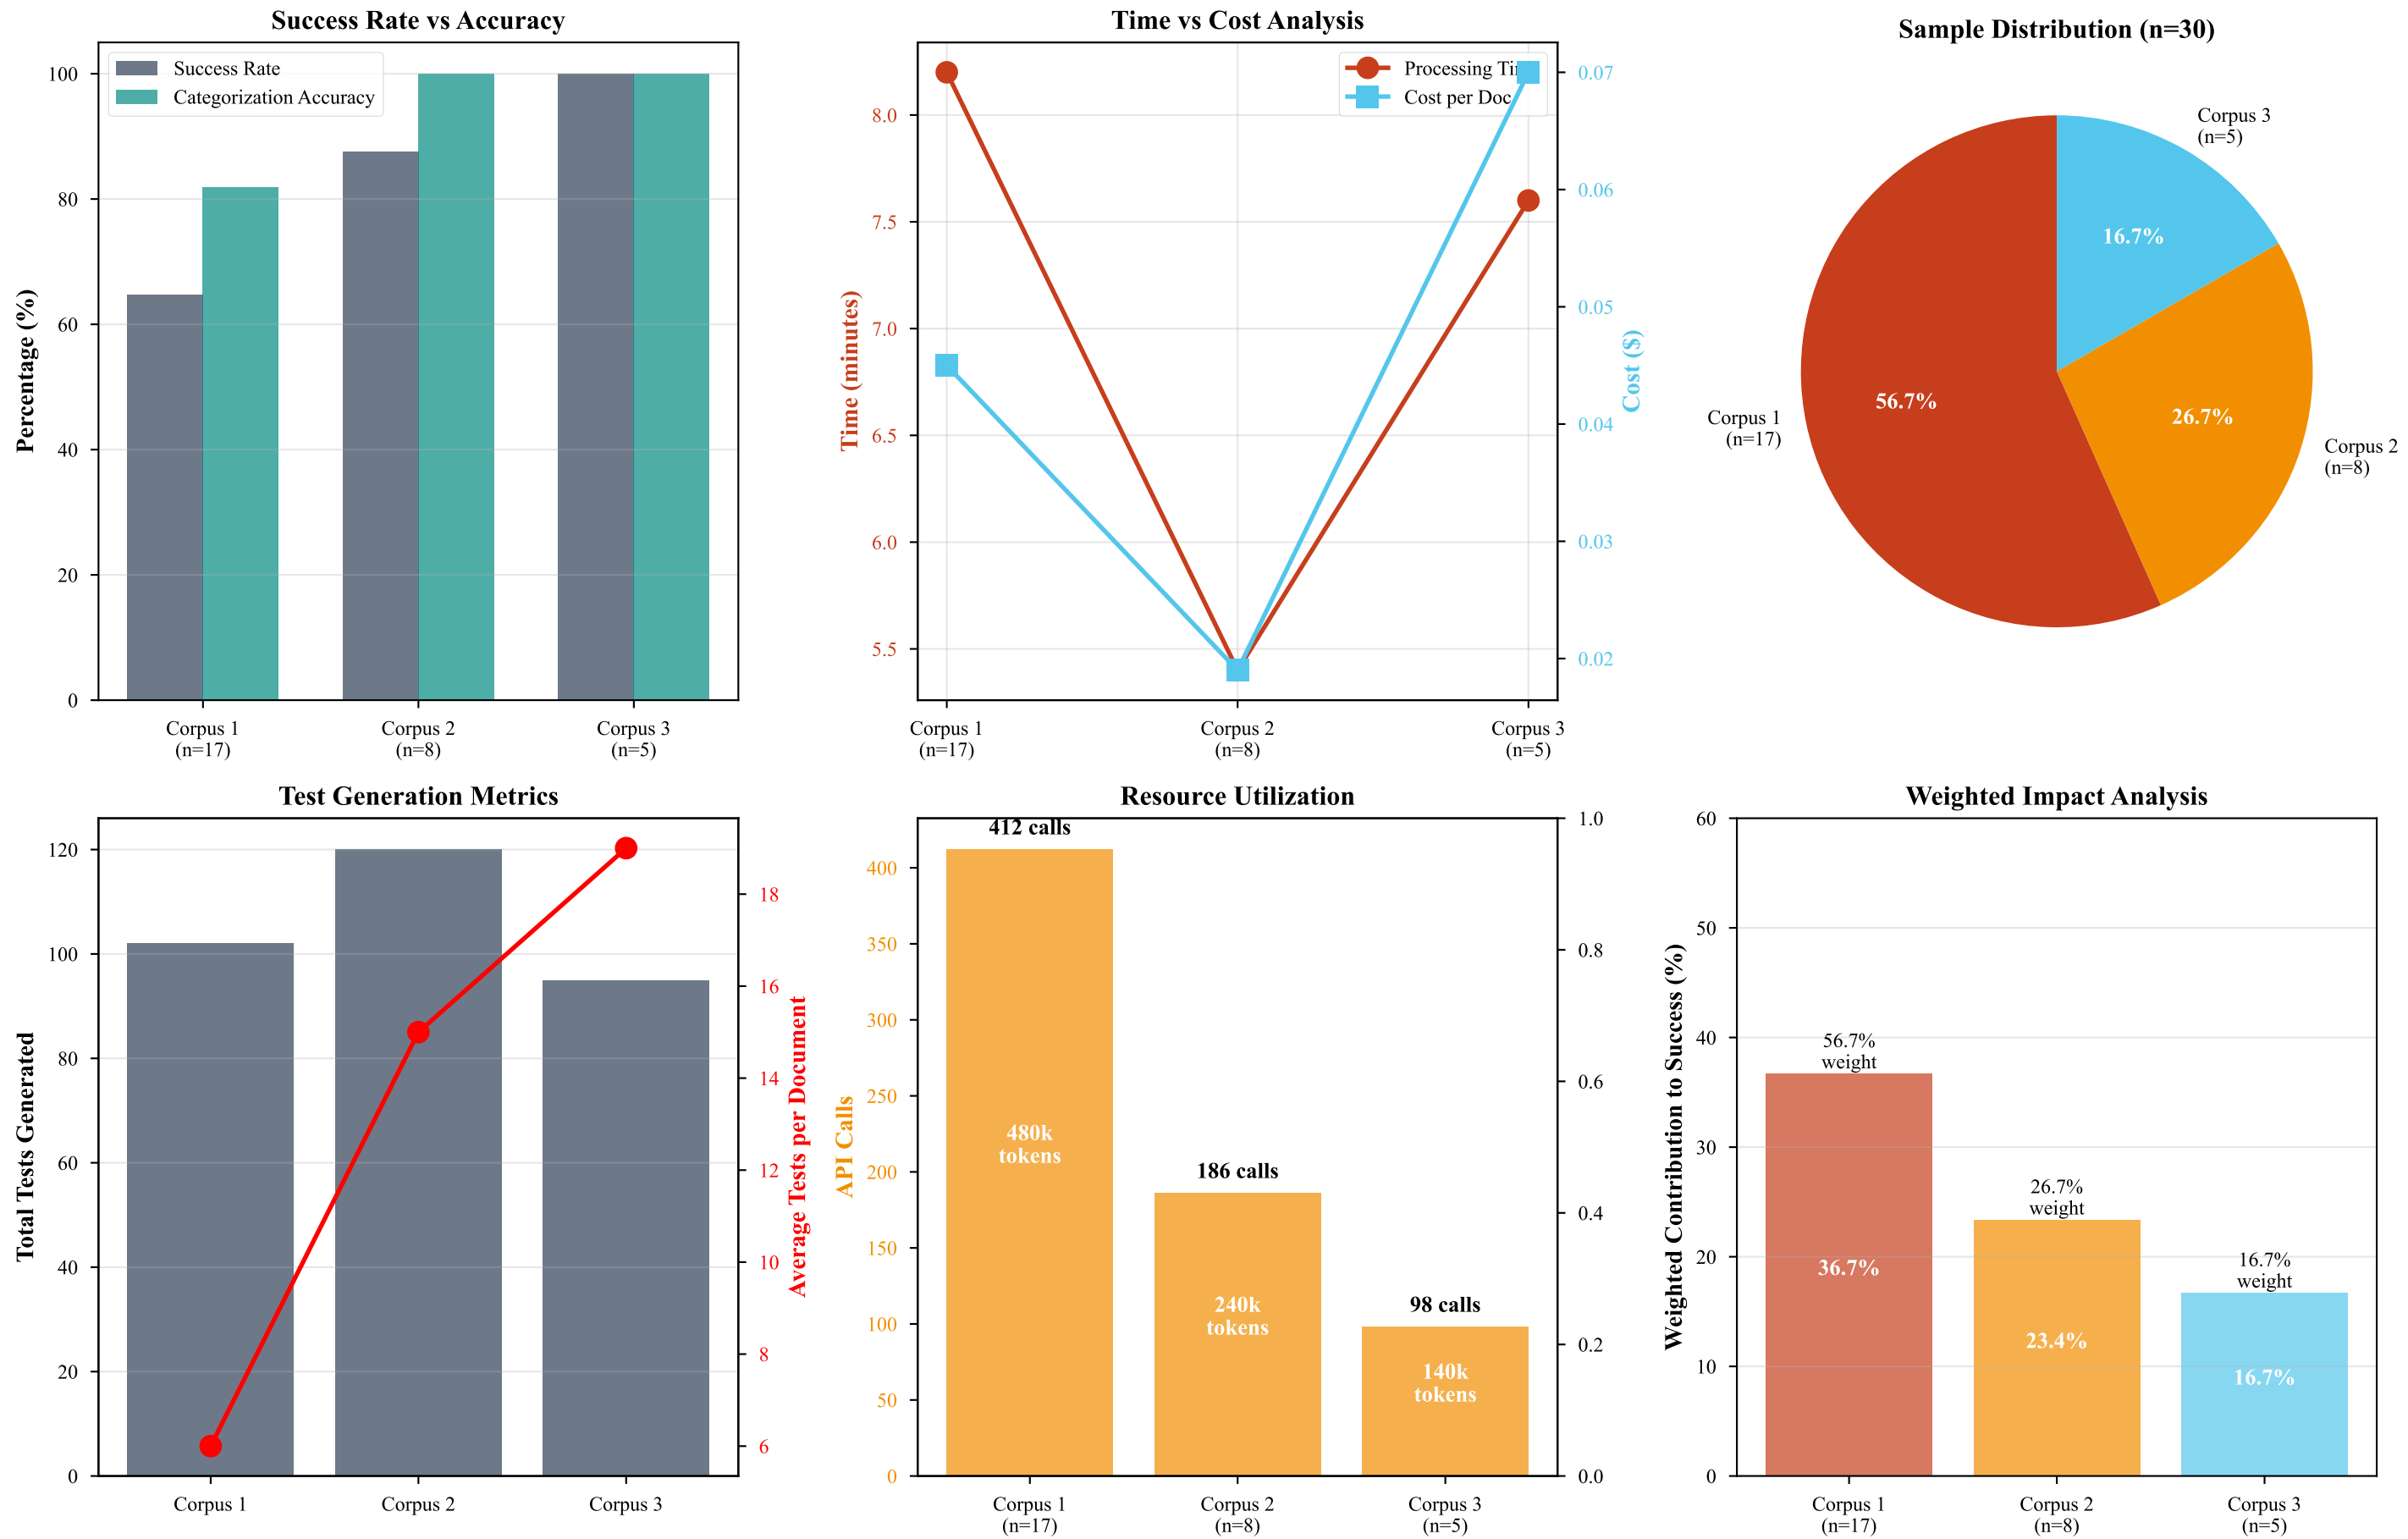 Success Rate vs Accuracy
Success Rate
Categorization Accuracy
Percentage (%)
100
80
60
40
20
0
Corpus 1
(n=17)
Corpus 2
(n=8)
Corpus 3
(n=5)
Time vs Cost Analysis
Processing Ti
Cost per Doc
Time (minutes)
8.0
7.5
7.0
6.5
6.0
5.5
Cost ($)
0.07
0.06
0.05
0.04
0.03
0.02
Corpus 1
(n=17)
Corpus 2
(n=8)
Corpus 3
(n=5)
Sample Distribution (n=30)
Corpus 3
(n=5)
16.7%
56.7%
26.7%
Corpus 1
(n=17)
Corpus 2
(n=8)
Test Generation Metrics
Total Tests Generated
120
100
80
60
40
20
0
Average Tests per Document
18
16
14
12
10
8
6
Corpus 1
Corpus 2
Corpus 3
Resource Utilization
API Calls
400
350
300
250
200
150
100
50
0
412 calls
480k
tokens
186 calls
240k
tokens
98 calls
140k
tokens
1.0
0.8
0.6
0.4
0.2
0.0
Corpus 1
(n=17)
Corpus 2
(n=8)
Corpus 3
(n=5)
Weighted Impact Analysis
Weighted Contribution to Success (%)
60
50
40
30
20
10
0
56.7%
weight
36.7%
26.7%
weight
23.4%
16.7%
weight
16.7%
Corpus 1
(n=17)
Corpus 2
(n=8)
Corpus 3
(n=5)